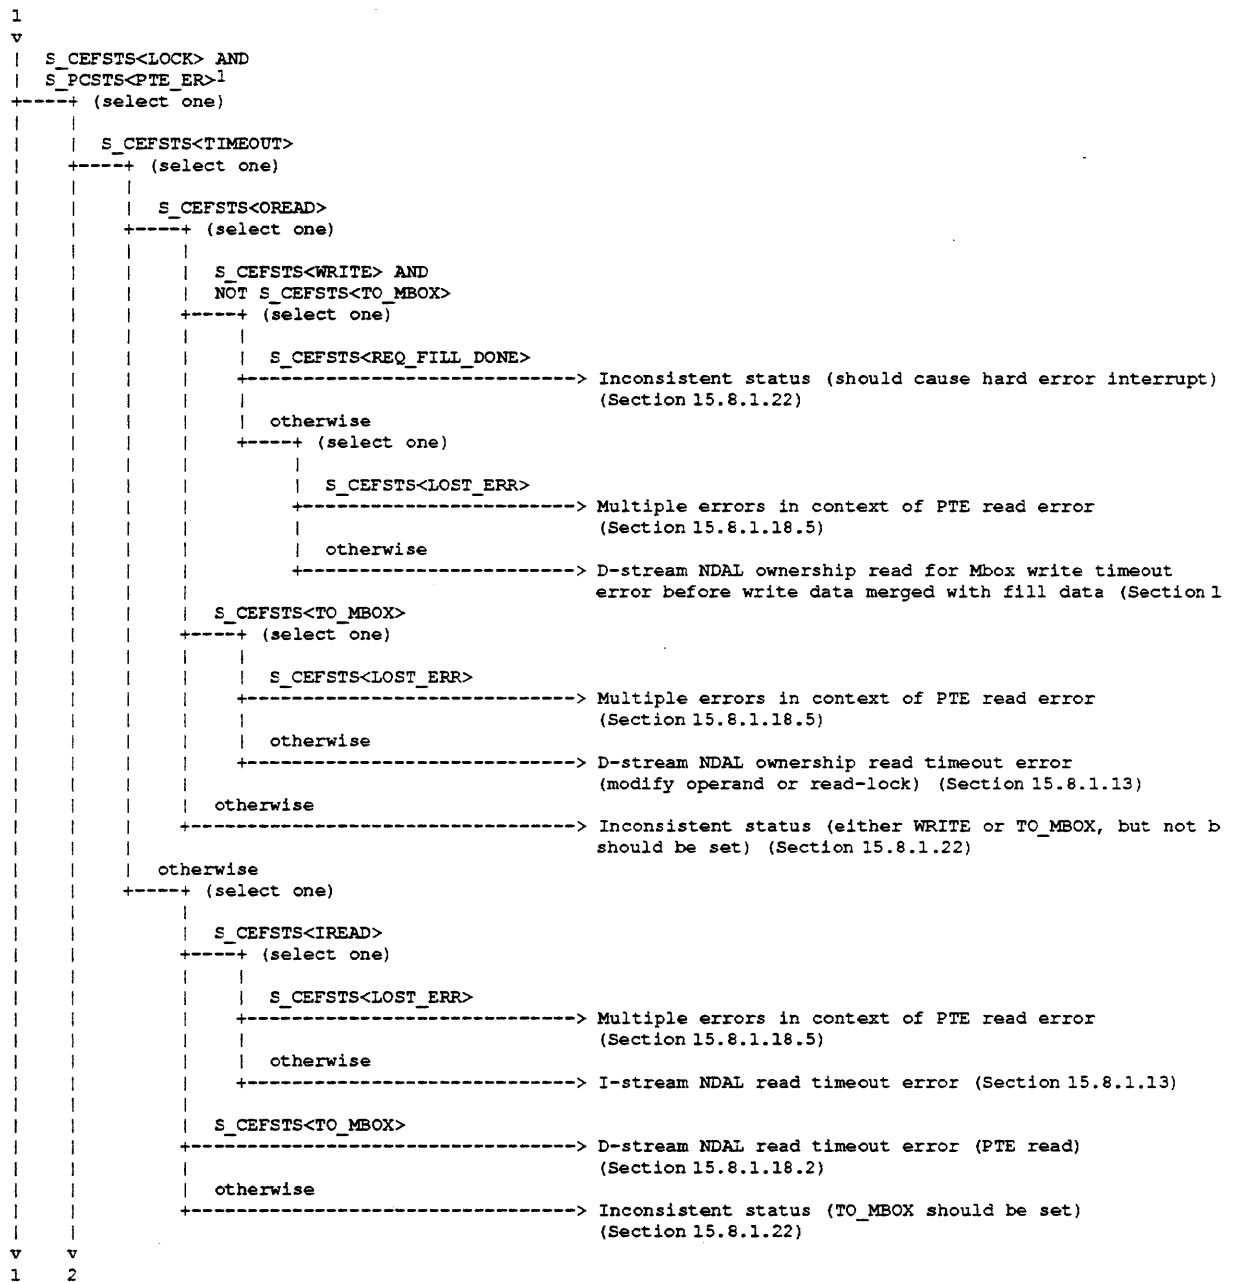 1
v
| S_CEFSTS<LOCK> AND
| S_PCSTS<PTE_ER>1
+-----+ (select one)
| |
| | S_CEFSTS<TIMEOUT>
| +----+ (select one)
| | |
| | | S_CEFSTS<OREAD>
| | +-----+ (select one)
| | | |
| | | | S_CEFSTS<WRITE> AND
| | | | NOT S_CEFSTS<TO_MBOX>
| | | +-----+ (select one)
| | | | |
| | | | | S_CEFSTS<REQ_FILL_DONE>
| | | | +------------------------------> Inconsistent status (should cause hard error interrupt)
| | | | | (Section 15.8.1.22)
| | | | | otherwise
| | | | +-----+ (select one)
| | | | |
| | | | | S_CEFSTS<LOST_ERR>
| | | | +-------------------------> Multiple errors in context of PTE read error
| | | | | (Section 15.8.1.18.5)
| | | | | otherwise
| | | | +-------------------------> D-stream NDAL ownership read for Mbox write timeout
| | | | error before write data merged with fill data (Section 1
| | | | S_CEFSTS<TO_MBOX>
| | | +-----+ (select one)
| | | | |
| | | | | S_CEFSTS<LOST_ERR>
| | | | +------------------------------> Multiple errors in context of PTE read error
| | | | | (Section 15.8.1.18.5)
| | | | | otherwise
| | | | +------------------------------> D-stream NDAL ownership read timeout error
| | | | (modify operand or read-lock) (Section 15.8.1.13)
| | | | otherwise
| | | +-----------------------------------> Inconsistent status (either WRITE or TO_MBOX, but not b
| | | should be set) (Section 15.8.1.22)
| | | otherwise
| | +-----+ (select one)
| | |
| | | S_CEFSTS<IREAD>
| | +-----+ (select one)
| | | |
| | | | S_CEFSTS<LOST_ERR>
| | | +------------------------------> Multiple errors in context of PTE read error
| | | | (Section 15.8.1.18.5)
| | | | otherwise
| | | +------------------------------> I-stream NDAL read timeout error (Section 15.8.1.13)
| | |
| | | S_CEFSTS<TO_MBOX>
| | +-----------------------------------> D-stream NDAL read timeout error (PTE read)
| | | (Section 15.8.1.18.2)
| | | otherwise
| | +-----------------------------------> Inconsistent status (TO_MBOX should be set)
| | (Section 15.8.1.22)
v v
1 2